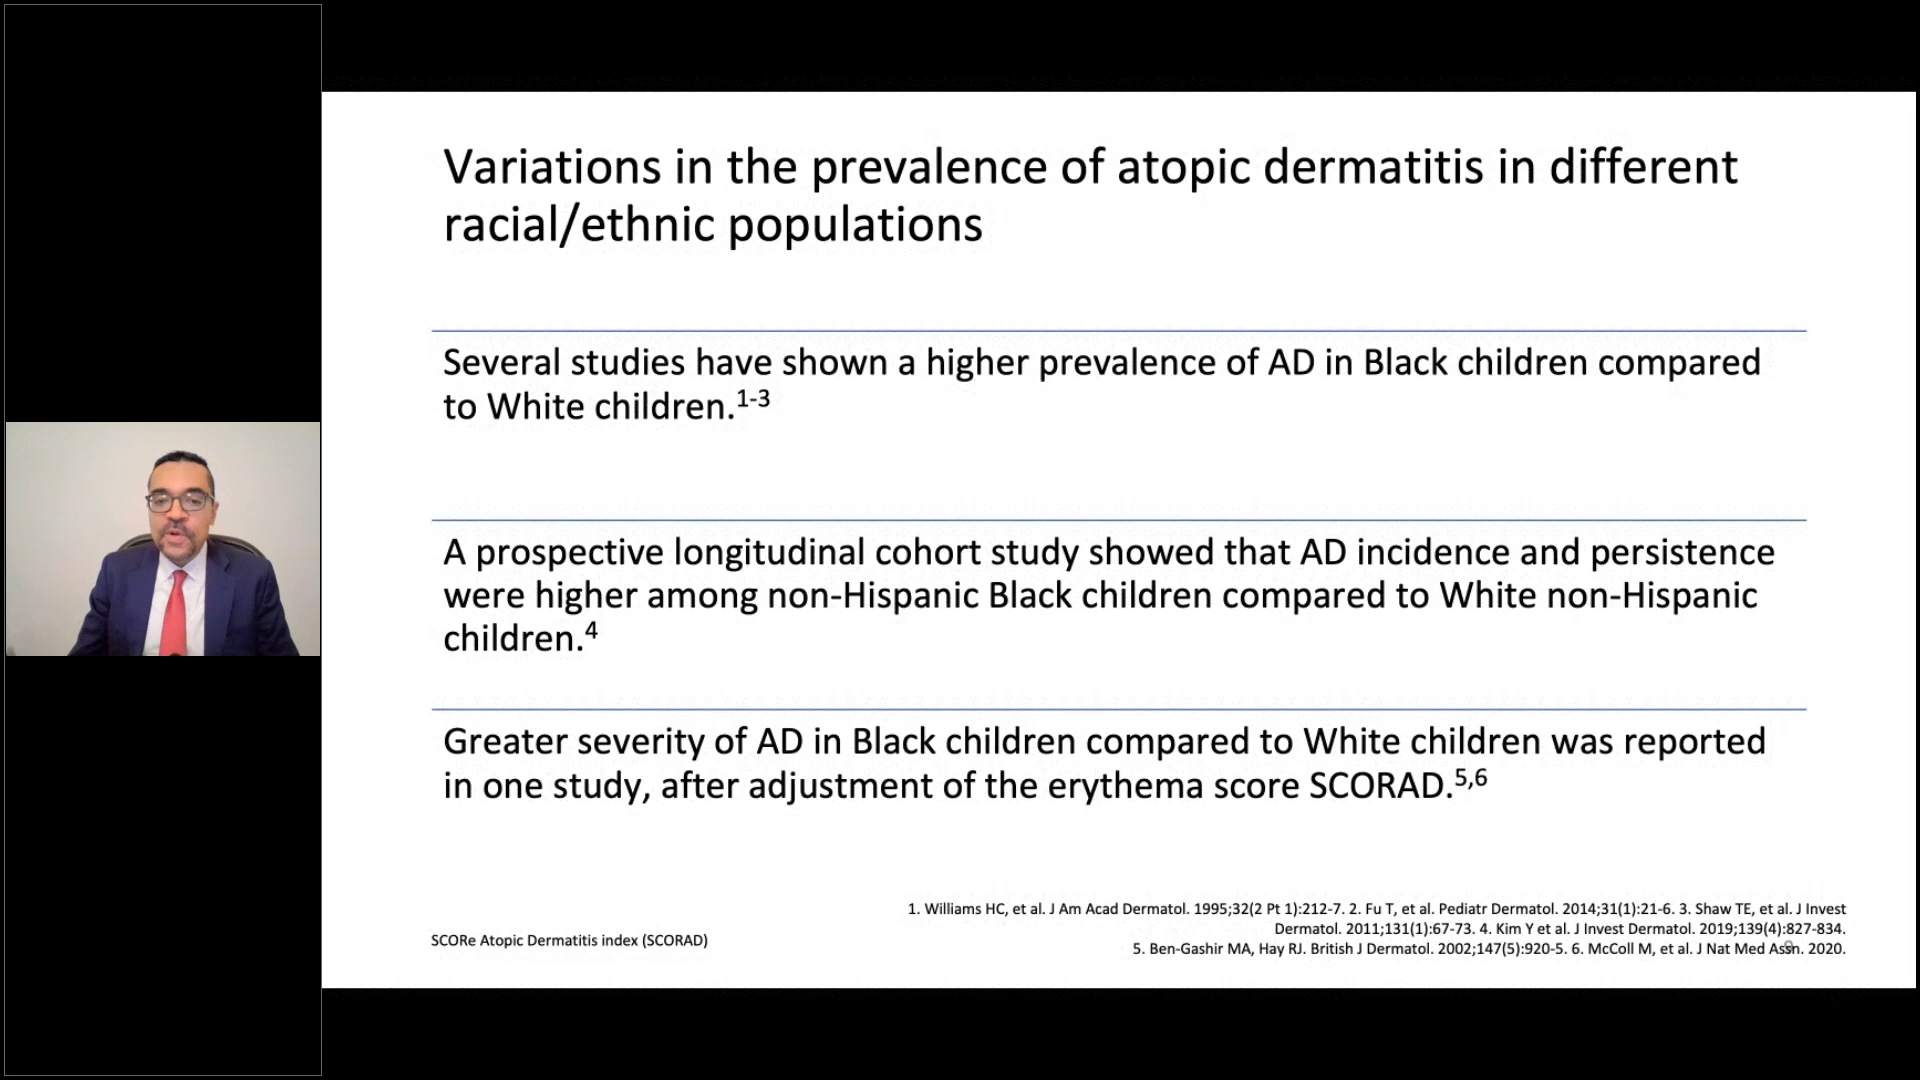 Variations in the prevalence of atopic dermatitis in different
racial/ethnic populations
Several studies have shown a higher prevalence of AD in Black children compared
to White children.1-3
A prospective longitudinal cohort study showed that AD incidence and persistence
were higher among non-Hispanic Black children compared to White non-Hispanic
children.4
Greater severity of AD in Black children compared to White children was reported
in one study, after adjustment of the erythema score SCORAD.5,6
SCORe Atopic Dermatitis index (SCORAD)
1. Williams HC, et al. J Am Acad Dermatol. 1995;32(2 Pt 1):212-7. 2. Fu T, et al. Pediatr Dermatol. 2014;31(1):21-6. 3. Shaw TE, et al. J Invest
Dermatol. 2011;131(1):67-73. 4. Kim Y et al. J Invest Dermatol. 2019;139(4):827-834.
5. Ben-Gashir MA, Hay RJ. British J Dermatol. 2002;147(5):920-5. 6. McColl M, et al. J Nat Med Assn. 2020.